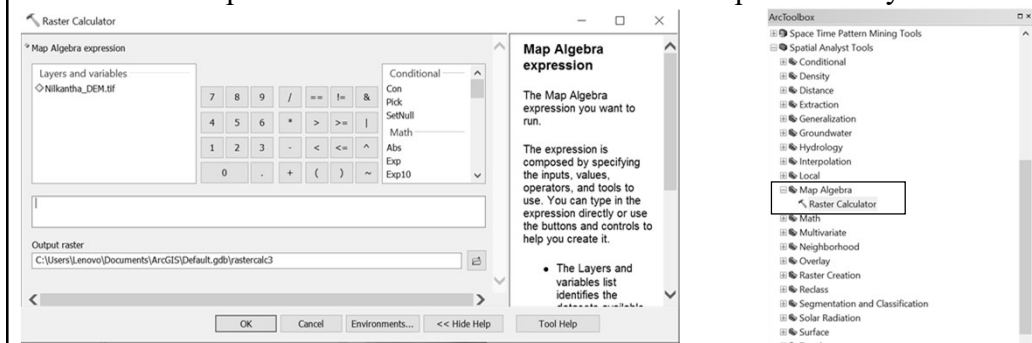 Raster Calculator
Map Algebra expression
Layers and variables
Nilkantha_DEM.tif
7 8 9 / == != &
4 5 6 * > >= |
1 2 3 - < <= ^
0 . + ( ) ~
Conditional
Con
Pick
SetNull
Math
Abs
Exp
Exp10
Output raster
C:\Users\Lenovo\Documents\ArcGIS\Default.gdb\rastercalc3
OK Cancel Environments... << Hide Help Tool Help
Map Algebra
expression
The Map Algebra
expression you want to
run.
The expression is
composed by specifying
the inputs, values,
operators, and tools to
use. You can type in the
expression directly or use
the buttons and controls to
help you create it.
• The Layers and
variables list
identifies the
ArcToolbox
Space Time Pattern Mining Tools
Spatial Analyst Tools
Conditional
Density
Distance
Extraction
Generalization
Groundwater
Hydrology
Interpolation
Local
Map Algebra
Raster Calculator
Math
Multivariate
Neighborhood
Overlay
Raster Creation
Reclass
Segmentation and Classification
Solar Radiation
Surface